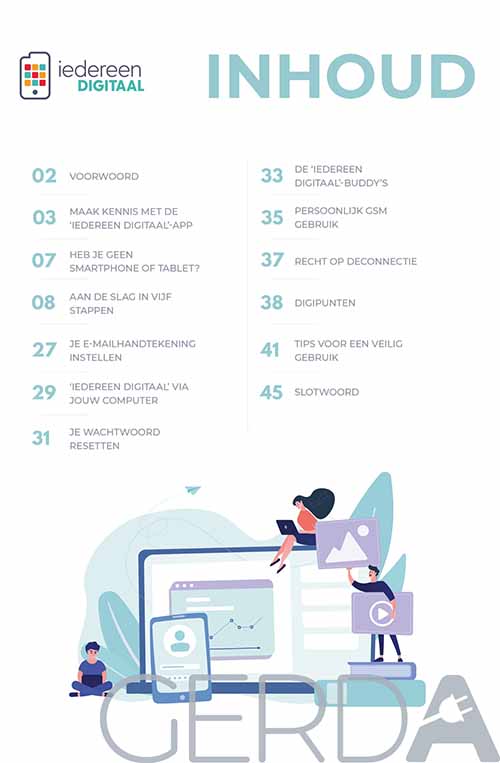 iedereen
DIGITAAL
INHOUD
02 VOORWOORD
03 MAAK KENNIS MET DE
‘IEDEREEN DIGITAAL’-APP
07 HEB JE GEEN
SMARTPHONE OF TABLET?
08 AAN DE SLAG IN VIJF
STAPPEN
27 JE E-MAILHANDTEKENING
INSTELLEN
29 ‘IEDEREEN DIGITAAL’ VIA
JOUW COMPUTER
31 JE WACHTWOORD
RESETTEN
33 DE ‘IEDEREEN
DIGITAAL’-BUDDY’S
35 PERSOONLIJK GSM
GEBRUIK
37 RECHT OP DECONNECTIE
38 DIGIPUNTEN
41 TIPS VOOR EEN VEILIG
GEBRUIK
45 SLOTWOORD
GERDA